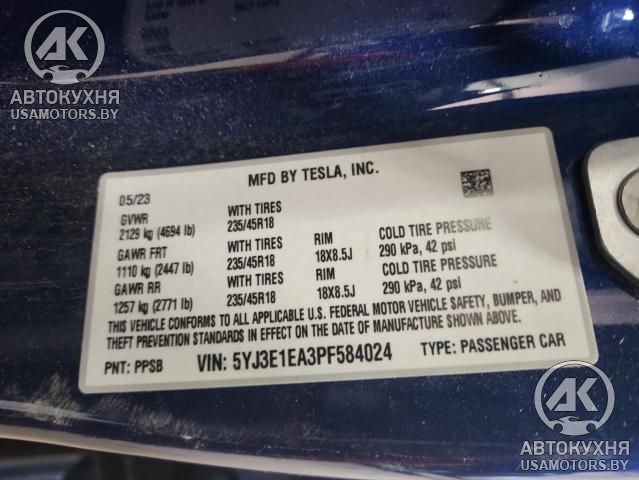 AK
АВТОКУХНЯ
USAMOTORS.BY
MFD BY TESLA, INC.
05/23
GVWR WITH TIRES
2129 kg (4694 lb) 235/45R18
GAWR FRT WITH TIRES RIM COLD TIRE PRESSURE
1110 kg (2447 lb) 235/45R18 18X8.5J 290 kPa, 42 psi
GAWR RR WITH TIRES RIM COLD TIRE PRESSURE
1257 kg (2771 lb) 235/45R18 18X8.5J 290 kPa, 42 psi
THIS VEHICLE CONFORMS TO ALL APPLICABLE U.S. FEDERAL MOTOR VEHICLE SAFETY, BUMPER, AND
THEFT PREVENTION STANDARDS IN EFFECT ON THE DATE OF MANUFACTURE SHOWN ABOVE.
PNT: PPSB VIN: 5YJ3E1EA3PF584024 TYPE: PASSENGER CAR
AK
АВТОКУХНЯ
USAMOTORS.BY